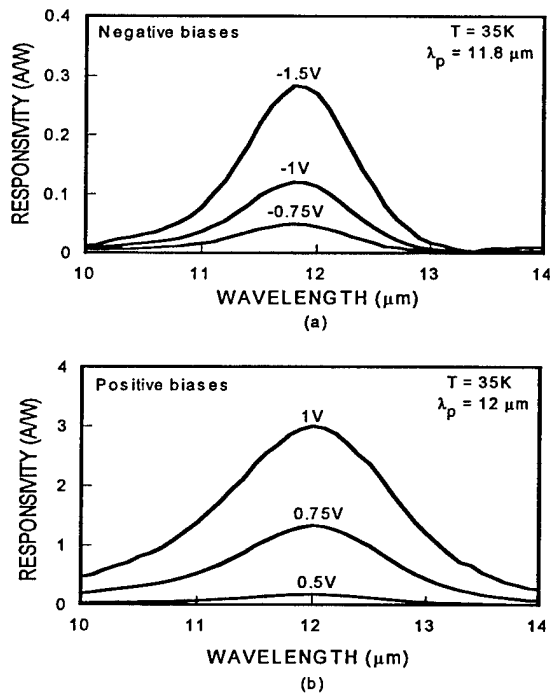 Negative biases
T = 35K
λp = 11.8 μm
-1.5V
-1V
-0.75V
RESPONSIVITY (A/W)
0.4
0.3
0.2
0.1
0
10 11 12 13 14
WAVELENGTH (μm)
(a)
Positive biases
T = 35K
λp = 12 μm
1V
0.75V
0.5V
RESPONSIVITY (A/W)
4
3
2
1
0
10 11 12 13 14
WAVELENGTH (μm)
(b)